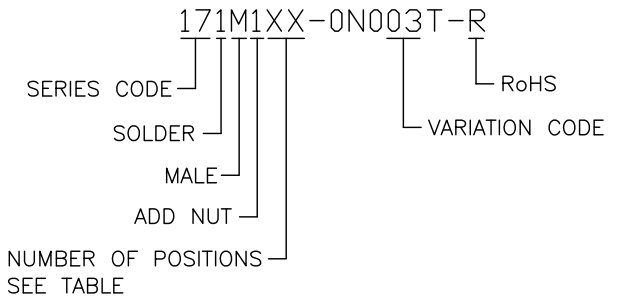 171M1XX-0N003T-R
SERIES CODE
RoHS
SOLDER
VARIATION CODE
MALE
ADD NUT
NUMBER OF POSITIONS
SEE TABLE